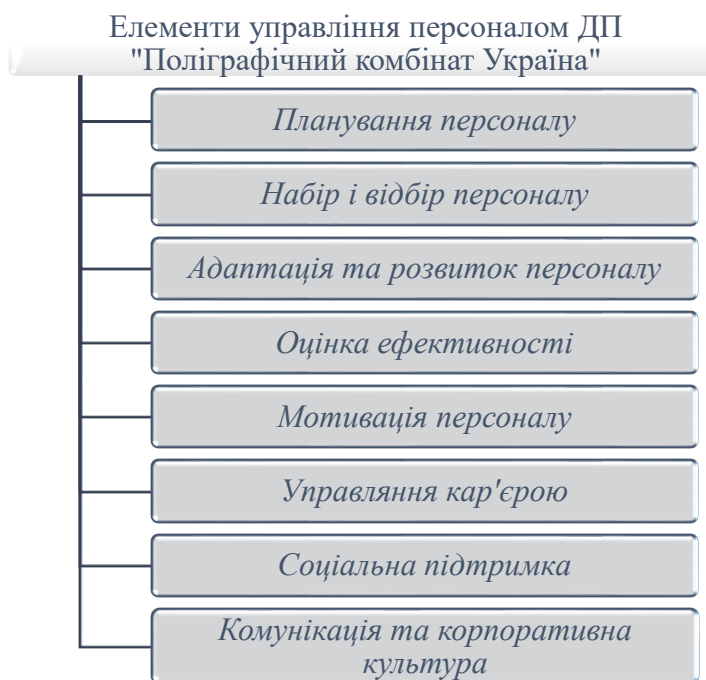 Елементи управління персоналом ДП
"Поліграфічний комбінат Україна"
Планування персоналу
Набір і відбір персоналу
Адаптація та розвиток персоналу
Оцінка ефективності
Мотивація персоналу
Управляння кар'єрою
Соціальна підтримка
Комунікація та корпоративна
культура